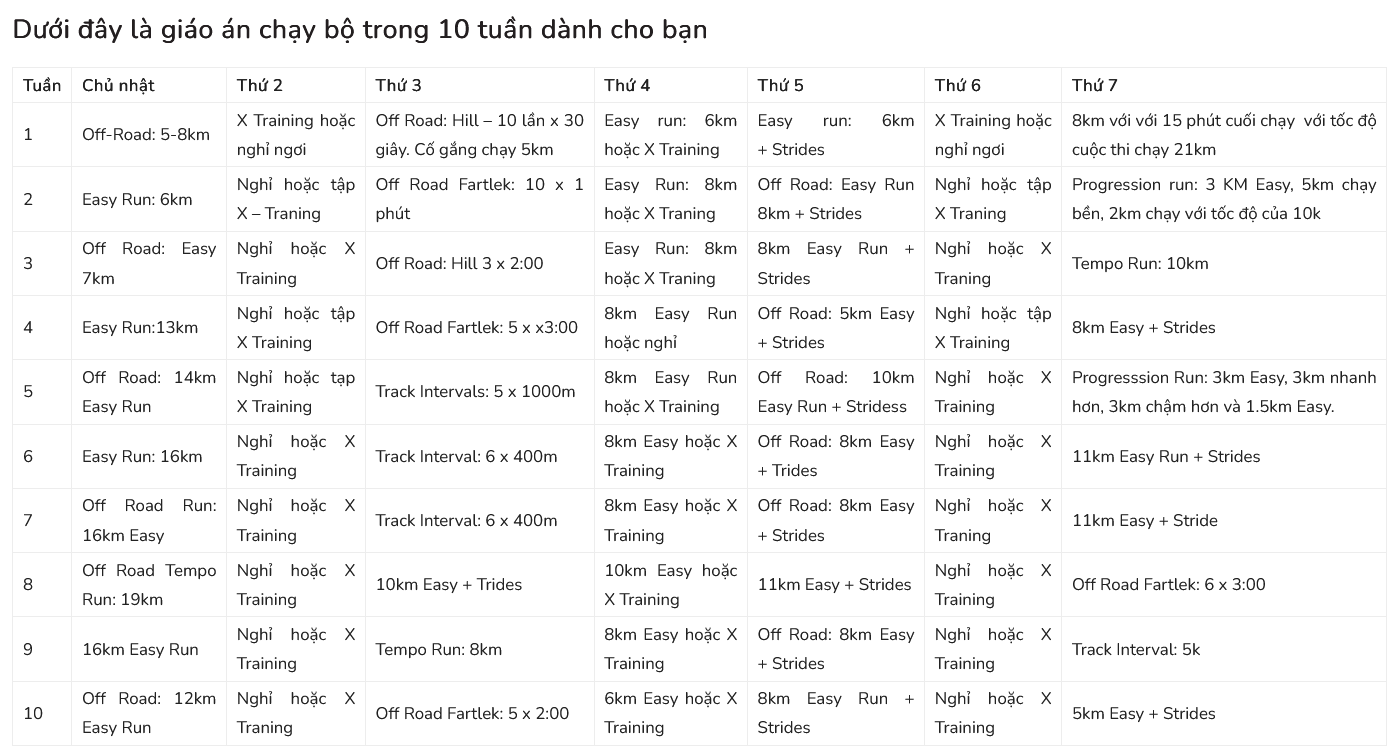 Dưới đây là giáo án chạy bộ trong 10 tuần dành cho bạn
Tuần Chủ nhật Thứ 2 Thứ 3 Thứ 4 Thứ 5 Thứ 6 Thứ 7
1
Off-Road: 5-8km
X Training hoặc
nghỉ ngơi
Off Road: Hill – 10 lần x 30
giây. Cố gắng chạy 5km
Easy run: 6km
hoặc X Training
Easy run: 6km
+ Strides
X Training hoặc
nghỉ ngơi
8km với với 15 phút cuối chạy với tốc độ
cuộc thi chạy 21km
2
Easy Run: 6km
Nghỉ hoặc tập
X – Traning
Off Road Fartlek: 10 x 1
phút
Easy Run: 8km
hoặc X Traning
Off Road: Easy Run
8km + Strides
Nghỉ hoặc tập
X Traning
Progression run: 3 KM Easy, 5km chạy
bền, 2km chạy với tốc độ của 10k
3
Off Road: Easy
7km
Nghỉ hoặc X
Training
Off Road: Hill 3 x 2:00
Easy Run: 8km
hoặc X Traning
8km Easy Run +
Strides
Nghỉ hoặc X
Traning
Tempo Run: 10km
4
Easy Run:13km
Nghỉ hoặc tập
X Training
Off Road Fartlek: 5 x x3:00
8km Easy Run
hoặc nghỉ
Off Road: 5km Easy
+ Strides
Nghỉ hoặc tập
X Training
8km Easy + Strides
5
Off Road: 14km
Easy Run
Nghỉ hoặc tạp
X Training
Track Intervals: 5 x 1000m
8km Easy Run
hoặc X Training
Off Road: 10km
Easy Run + Stridess
Nghỉ hoặc X
Training
Progresssion Run: 3km Easy, 3km nhanh
hơn, 3km chậm hơn và 1.5km Easy.
6
Easy Run: 16km
Nghỉ hoặc X
Training
Track Interval: 6 x 400m
8km Easy hoặc X
Training
Off Road: 8km Easy
+ Trides
Nghỉ hoặc X
Training
11km Easy Run + Strides
7
Off Road Run:
16km Easy
Nghỉ hoặc X
Training
Track Interval: 6 x 400m
8km Easy hoặc X
Training
Off Road: 8km Easy
+ Strides
Nghỉ hoặc X
Traning
11km Easy + Stride
8
Off Road Tempo
Run: 19km
Nghỉ hoặc X
Training
10km Easy + Trides
10km Easy hoặc
X Training
11km Easy + Strides
Nghỉ hoặc X
Training
Off Road Fartlek: 6 x 3:00
9
16km Easy Run
Nghỉ hoặc X
Training
Tempo Run: 8km
8km Easy hoặc X
Training
Off Road: 8km Easy
+ Strides
Nghỉ hoặc X
Training
Track Interval: 5k
10
Off Road: 12km
Easy Run
Nghỉ hoặc X
Traning
Off Road Fartlek: 5 x 2:00
6km Easy hoặc X
Training
8km Easy Run +
Strides
Nghỉ hoặc X
Training
5km Easy + Strides